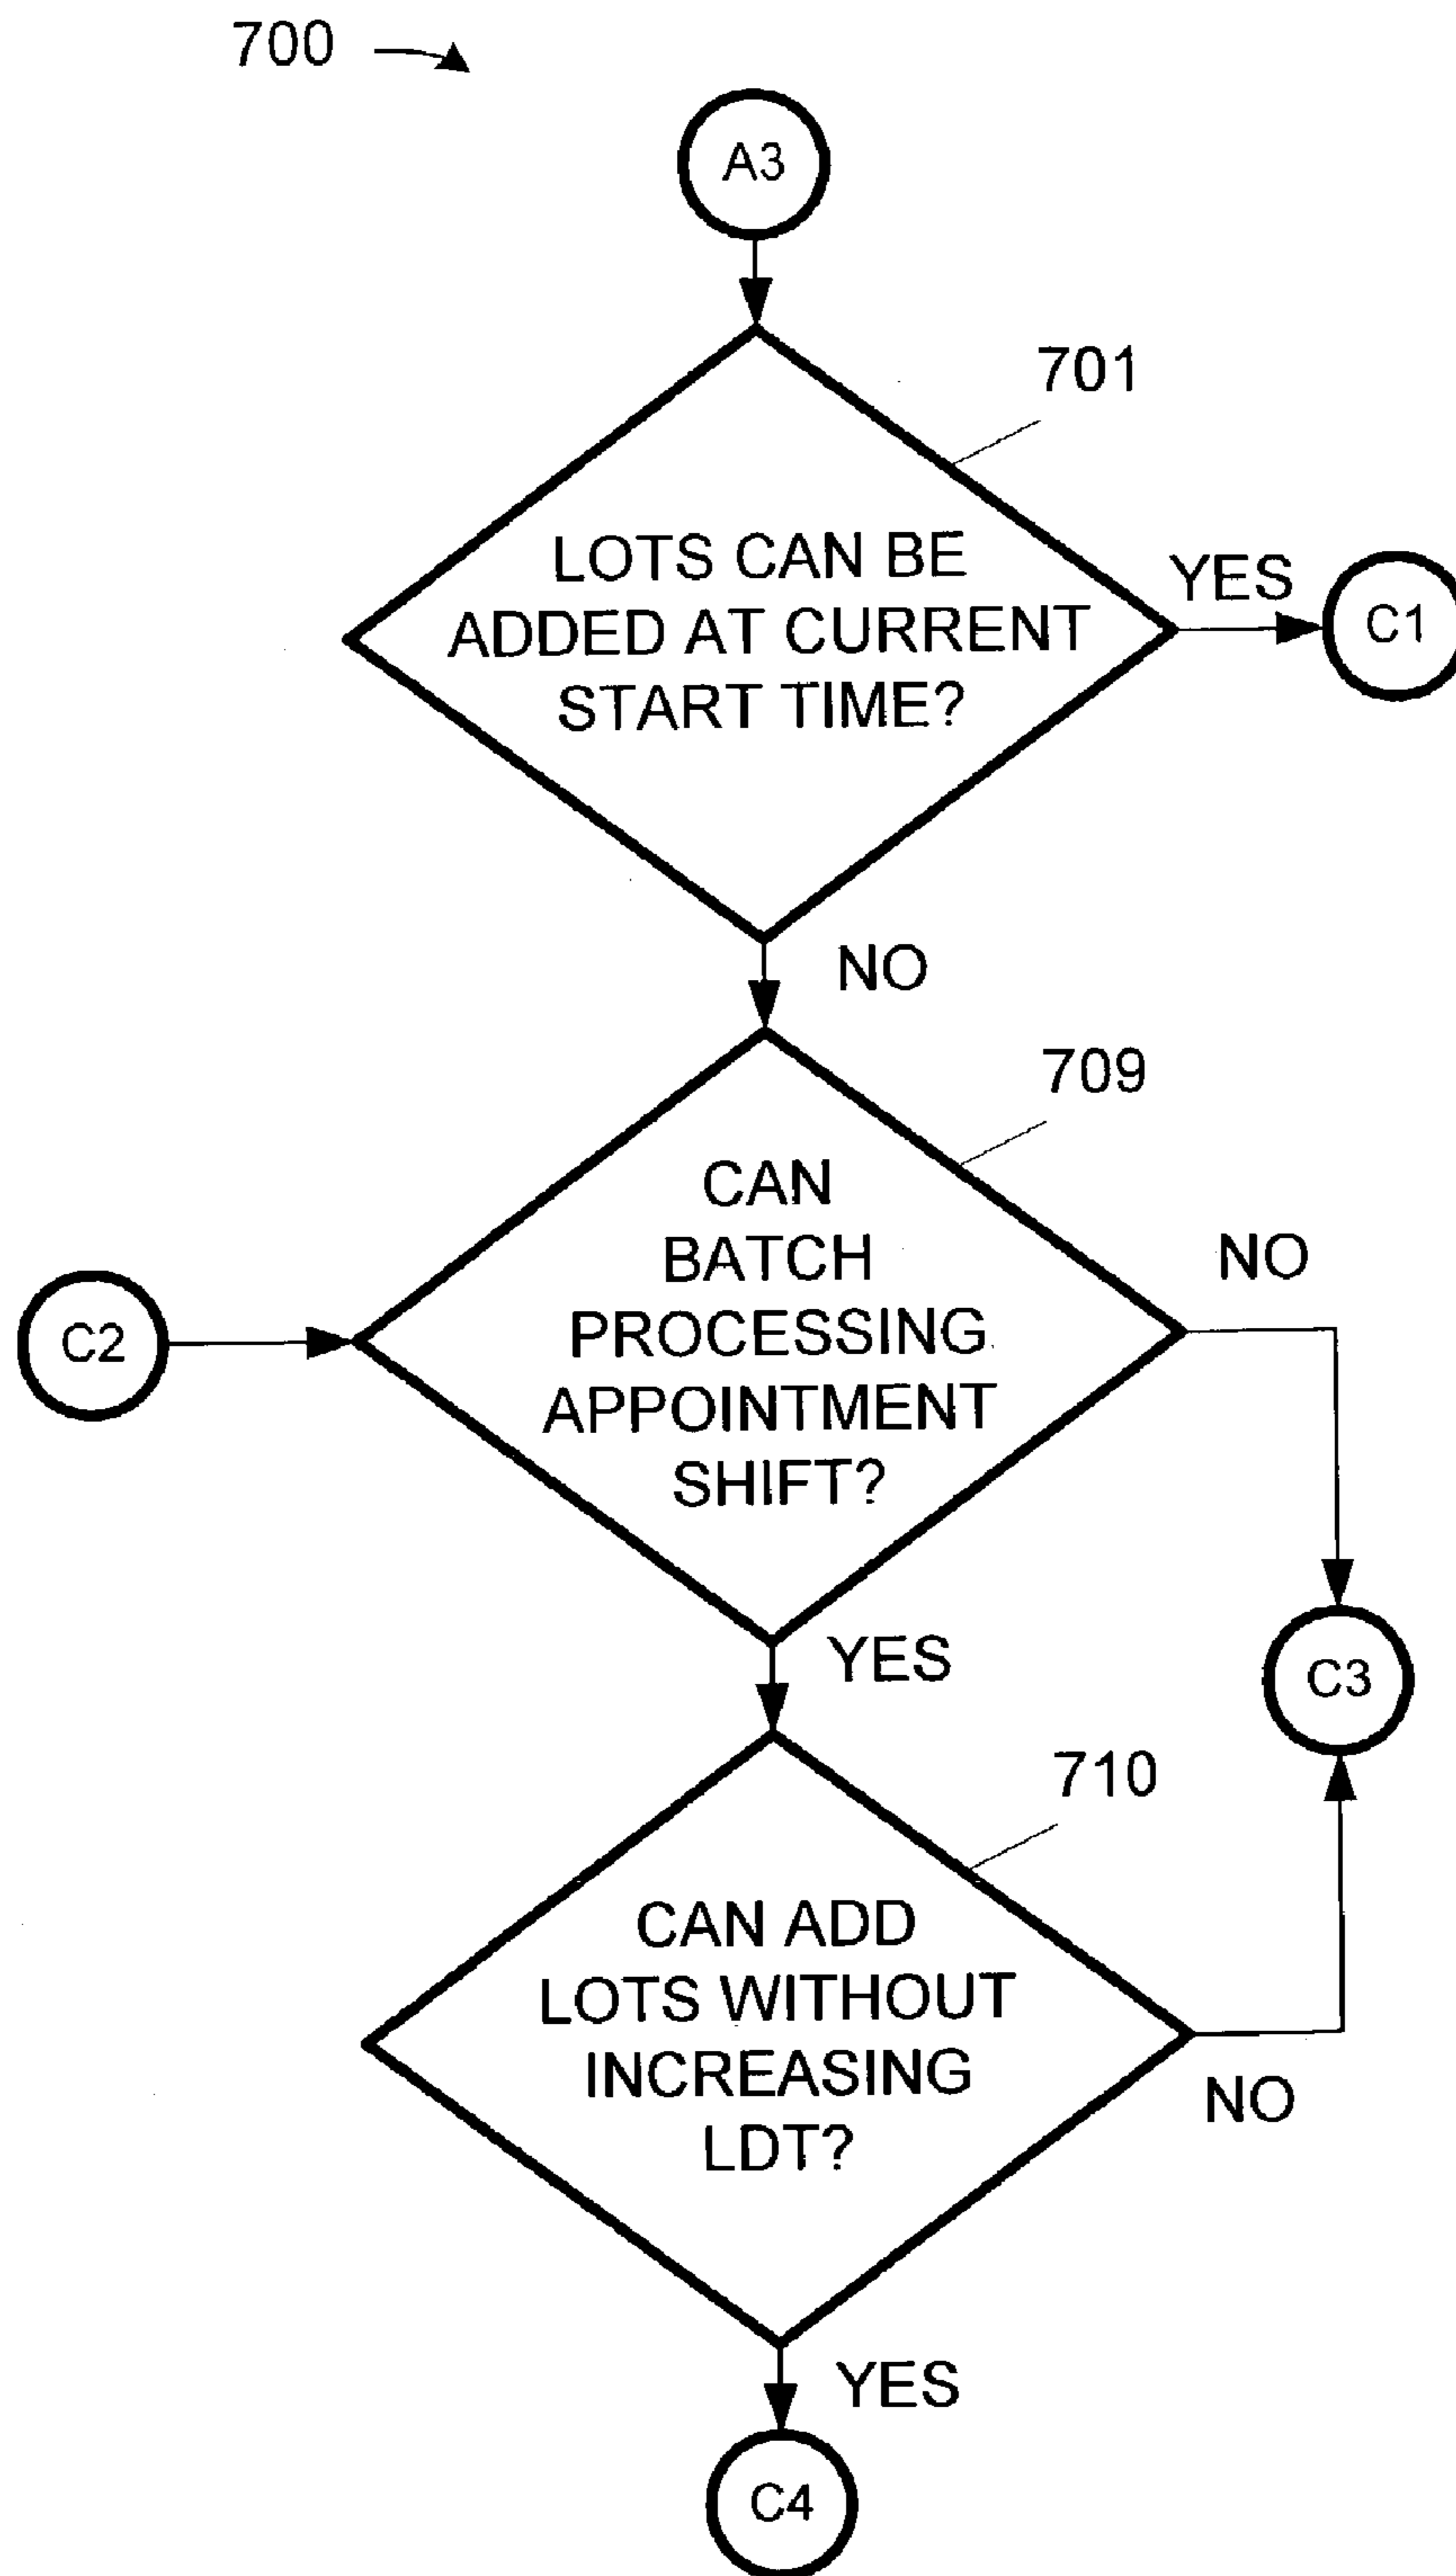 700
A3
701
LOTS CAN BE
ADDED AT CURRENT
START TIME?
YES
C1
NO
709
CAN
BATCH
PROCESSING
APPOINTMENT
SHIFT?
NO
C2
YES
C3
710
CAN ADD
LOTS WITHOUT
INCREASING
LDT?
NO
YES
C4